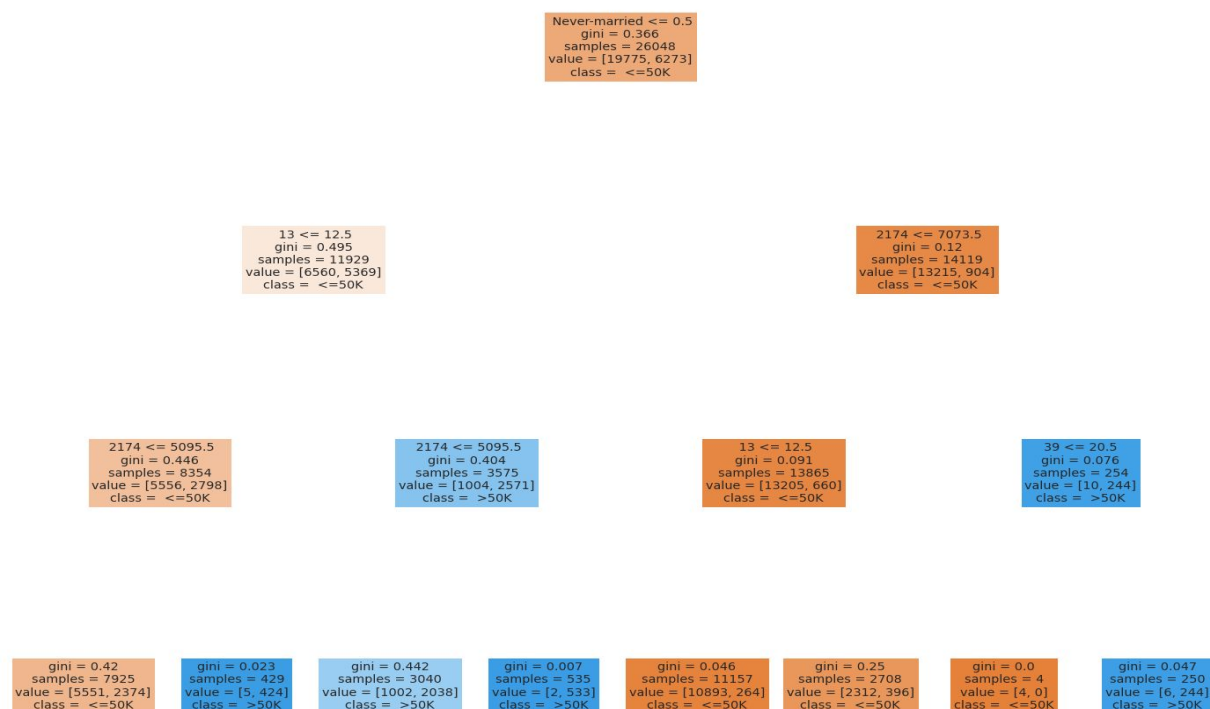 Never-married <= 0.5
gini = 0.366
samples = 26048
value = [19775, 6273]
class = <=50K
13 <= 12.5
gini = 0.495
samples = 11929
value = [6560, 5369]
class = <=50K
2174 <= 7073.5
gini = 0.12
samples = 14119
value = [13215, 904]
class = <=50K
2174 <= 5095.5
gini = 0.446
samples = 8354
value = [5556, 2798]
class = <=50K
2174 <= 5095.5
gini = 0.404
samples = 3575
value = [1004, 2571]
class = >50K
13 <= 12.5
gini = 0.091
samples = 13865
value = [13205, 660]
class = <=50K
39 <= 20.5
gini = 0.076
samples = 254
value = [10, 244]
class = >50K
gini = 0.42
samples = 7925
value = [5551, 2374]
class = <=50K
gini = 0.023
samples = 429
value = [5, 424]
class = >50K
gini = 0.442
samples = 3040
value = [1002, 2038]
class = >50K
gini = 0.007
samples = 535
value = [2, 533]
class = >50K
gini = 0.046
samples = 11157
value = [10893, 264]
class = <=50K
gini = 0.25
samples = 2708
value = [2312, 396]
class = <=50K
gini = 0.0
samples = 4
value = [4, 0]
class = <=50K
gini = 0.047
samples = 250
value = [6, 244]
class = >50K